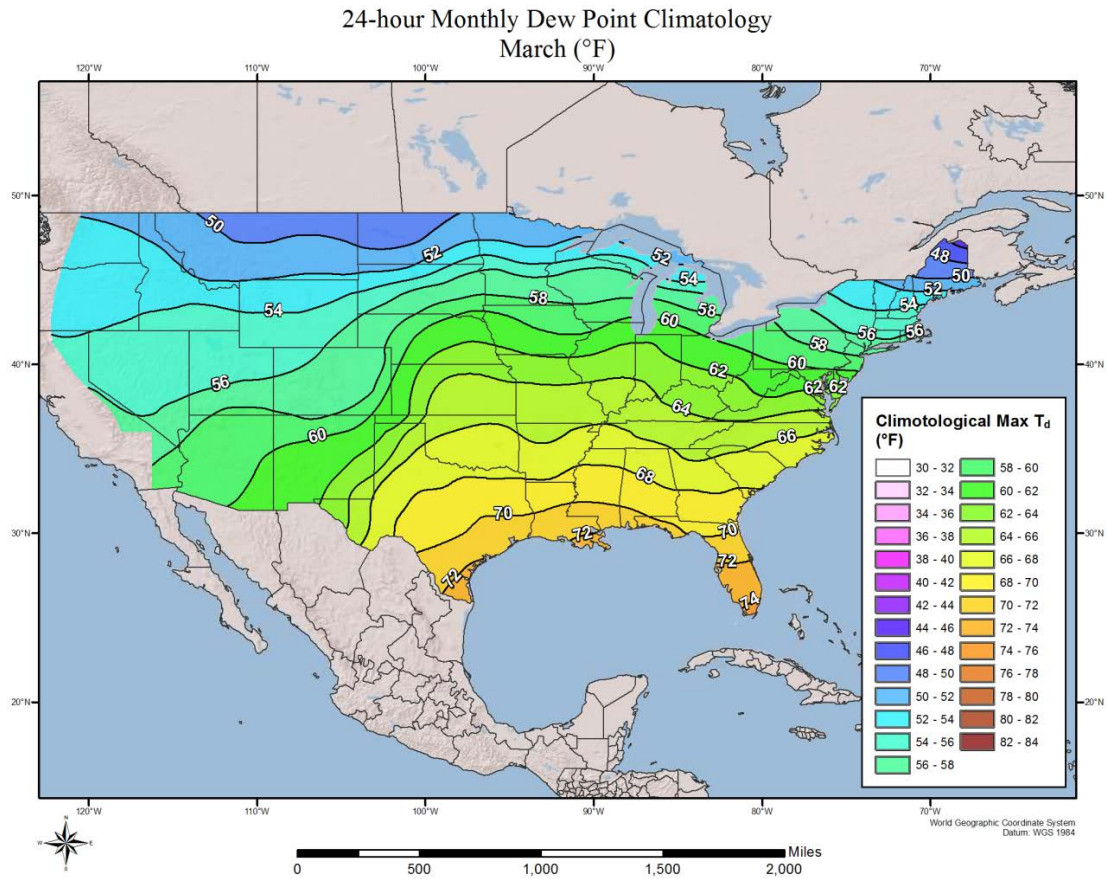 24-hour Monthly Dew Point Climatology
March (°F)
120°W 110°W 100°W 90°W 80°W 70°W
50°N 50°N
50
52
48
50
52
54
52
54
54
58
58
60
56
56
58
40°N
60
40°N
56
62
62 62
64
60
66
68
70
30°N
72
70
30°N
72
72
74
20°N 20°N
Climotological Max Td
(°F)
30 - 32
32 - 34
34 - 36
36 - 38
38 - 40
40 - 42
42 - 44
44 - 46
46 - 48
48 - 50
50 - 52
52 - 54
54 - 56
56 - 58
58 - 60
60 - 62
62 - 64
64 - 66
66 - 68
68 - 70
70 - 72
72 - 74
74 - 76
76 - 78
78 - 80
80 - 82
82 - 84
120°W 110°W 100°W 90°W 80°W 70°W
World Geographic Coordinate System
Datum: WGS 1984
N
W E
S
Miles
0 500 1,000 1,500 2,000